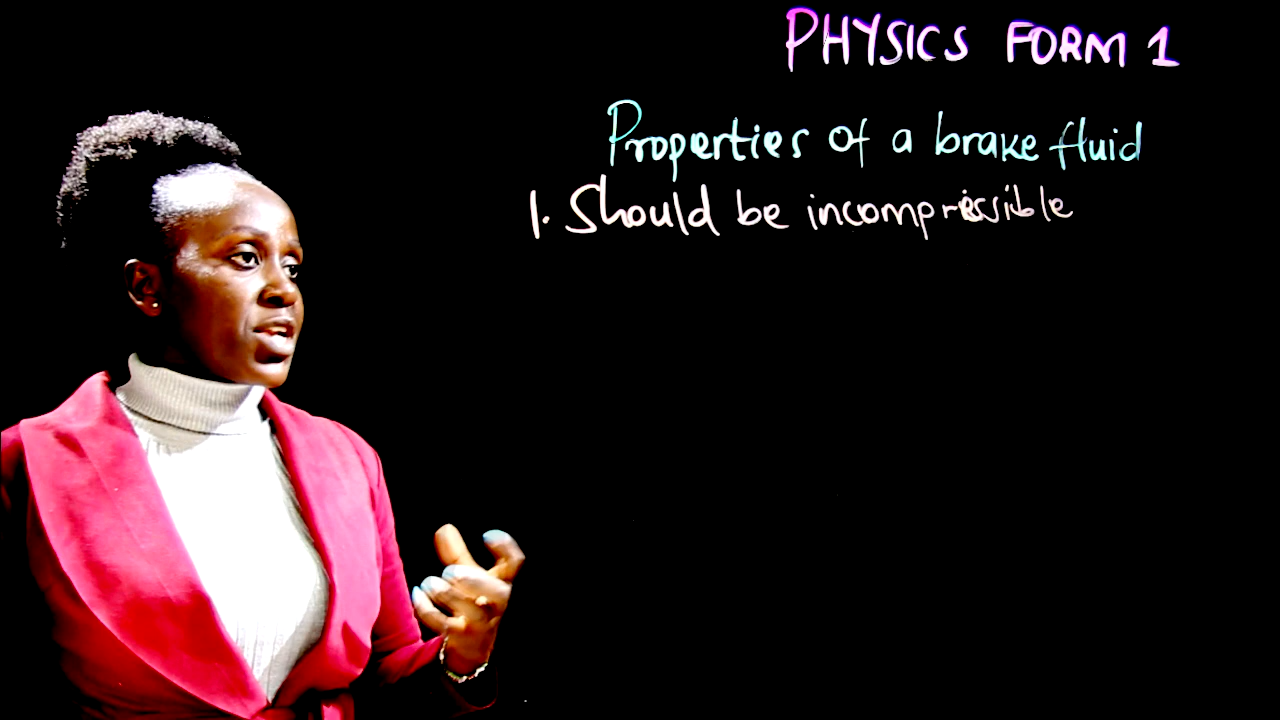 PHYSICS FORM 1
Properties of a brake fluid
1. Should be incompressible